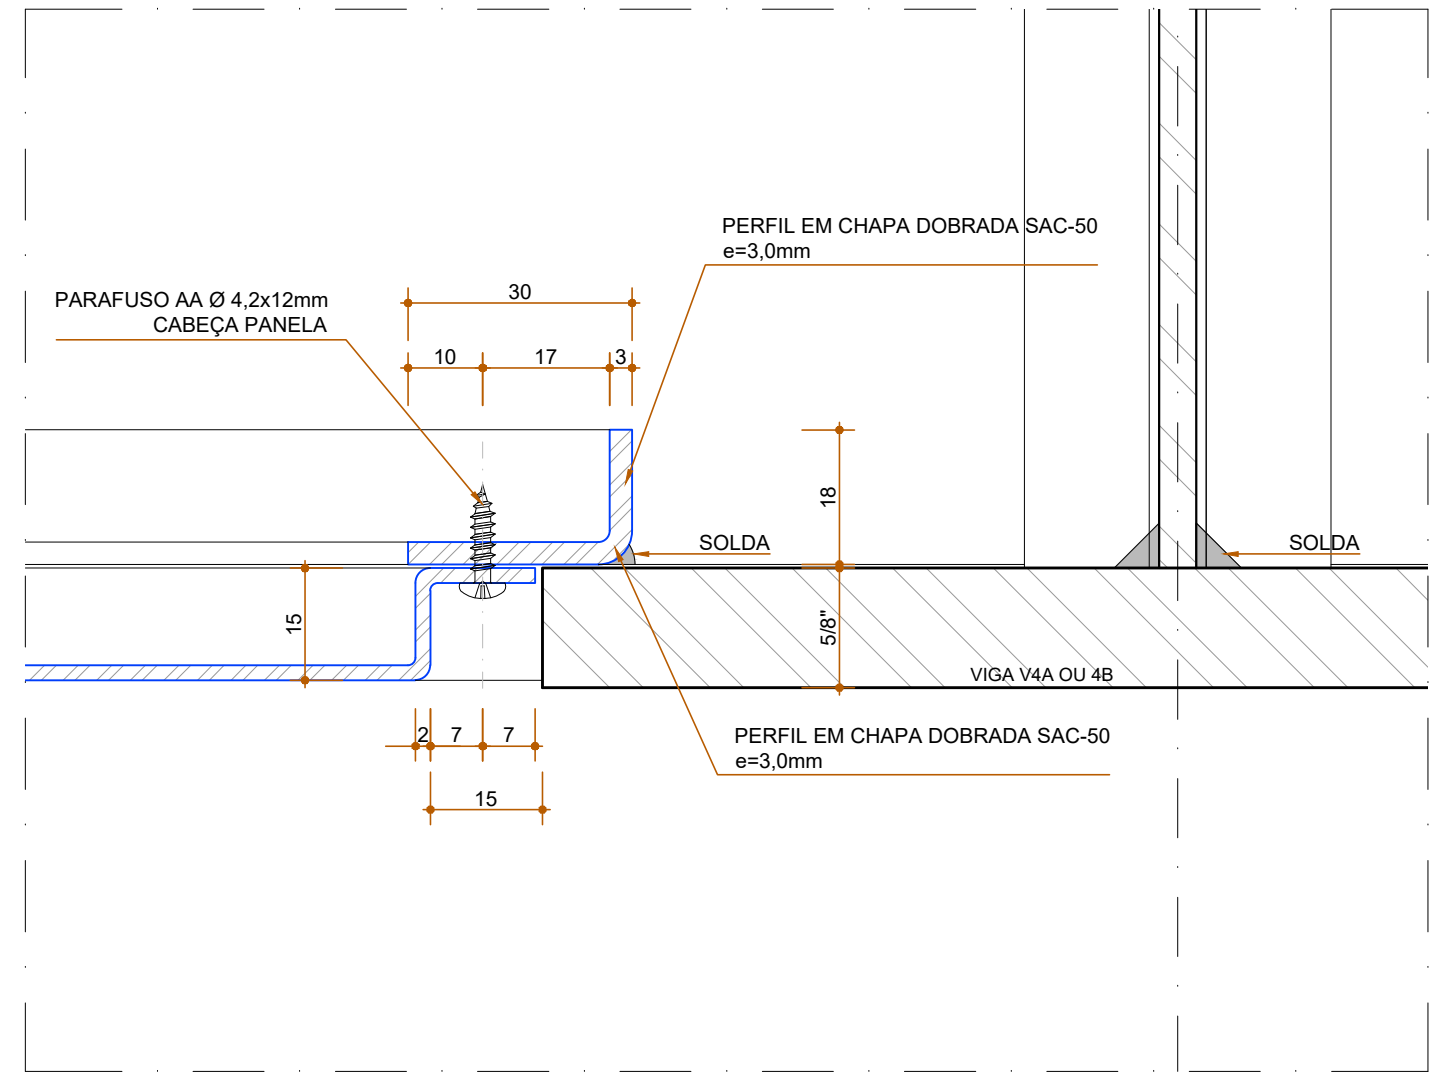 PERFIL EM CHAPA DOBRADA SAC-50
e=3,0mm
PARAFUSO AA Ø 4,2x12mm
CABEÇA PANELA
30
10
17
3
18
SOLDA
SOLDA
15
5/8"
VIGA V4A OU 4B
2
7
7
PERFIL EM CHAPA DOBRADA SAC-50
e=3,0mm
15